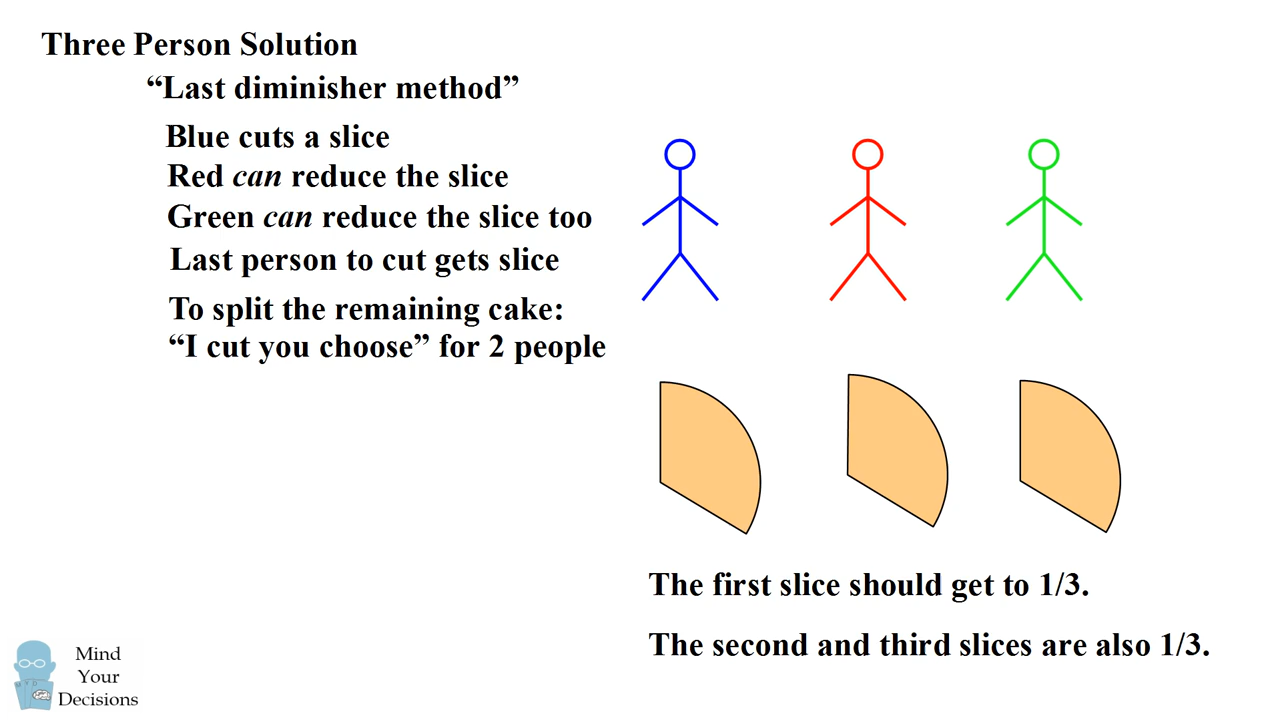 Three Person Solution
“Last diminisher method”
Blue cuts a slice
Red can reduce the slice
Green can reduce the slice too
Last person to cut gets slice
To split the remaining cake:
“I cut you choose” for 2 people
The first slice should get to 1/3.
The second and third slices are also 1/3.
Mind
Your
Decisions